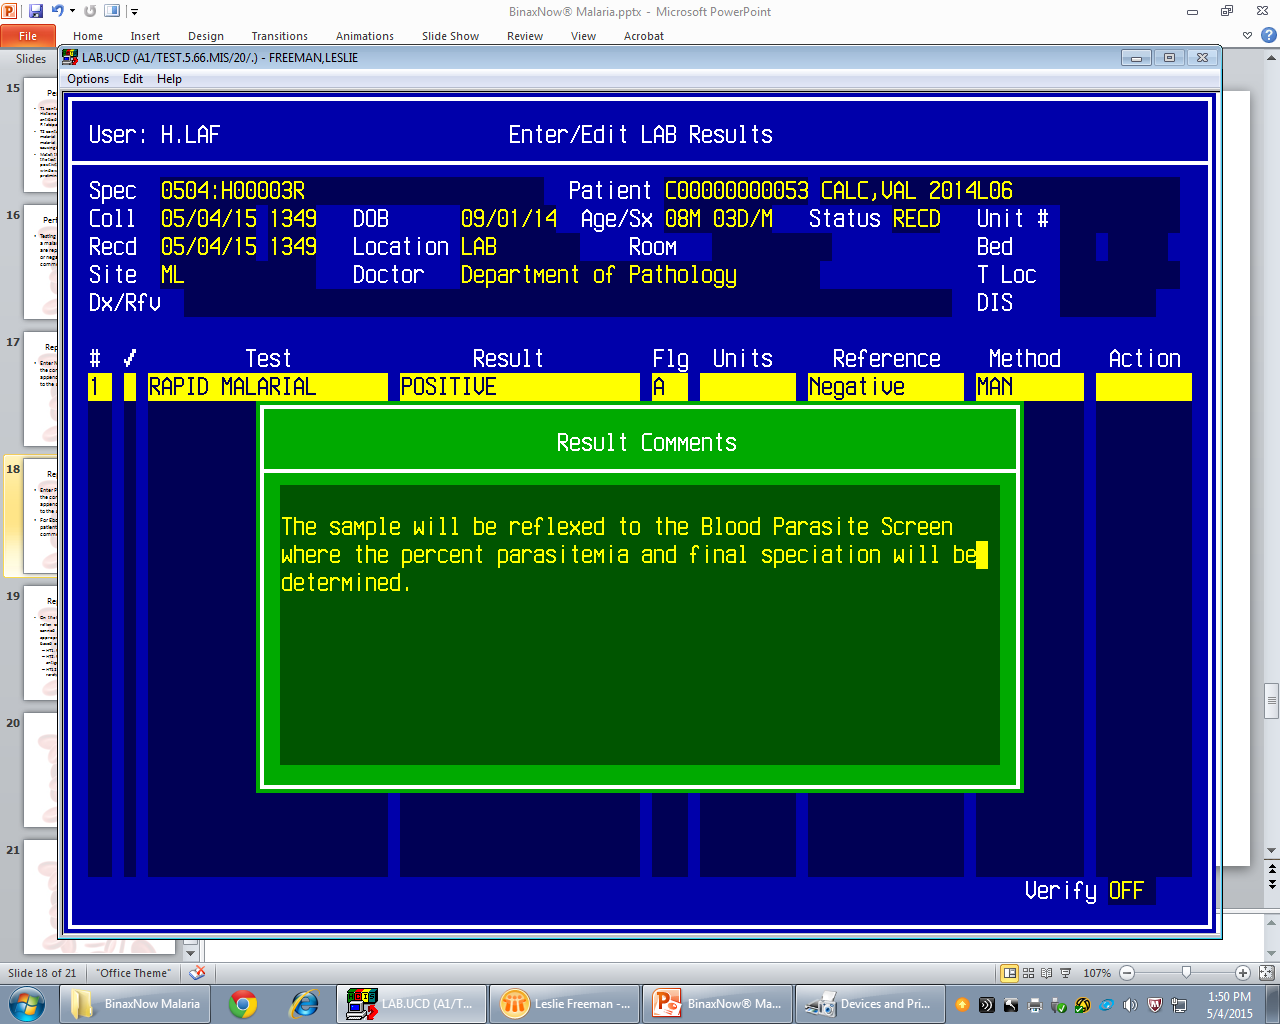 BinaxNow® Malaria.pptx - Microsoft PowerPoint
File Home Insert Design Transitions Animations Slide Show Review View Acrobat
Slides
LAB.UCD (A1/TEST.5.66.MIS/20/.) - FREEMAN,LESLIE
Options Edit Help
User: H.LAF Enter/Edit LAB Results
Spec 0504:H00003R Patient C00000000053 CALC,VAL 2014L06
Coll 05/04/15 1349 DOB 09/01/14 Age/Sx 08M 03D/M Status RECD Unit #
Recd 05/04/15 1349 Location LAB Room Bed
Site ML Doctor Department of Pathology T Loc
Dx/Rfv DIS
# ✓ Test Result Flg Units Reference Method Action
1 RAPID MALARIAL POSITIVE A Negative MAN
Result Comments
The sample will be reflexed to the Blood Parasite Screen
where the percent parasitemia and final speciation will be
determined.
Verify OFF
15
16
17
18
19
20
21
Slide 18 of 21 "Office Theme" 107%
BinaxNow Malaria LAB.UCD (A1/T... Leslie Freeman -... BinaxNow® Ma... Devices and Pri...
1:50 PM
5/4/2015